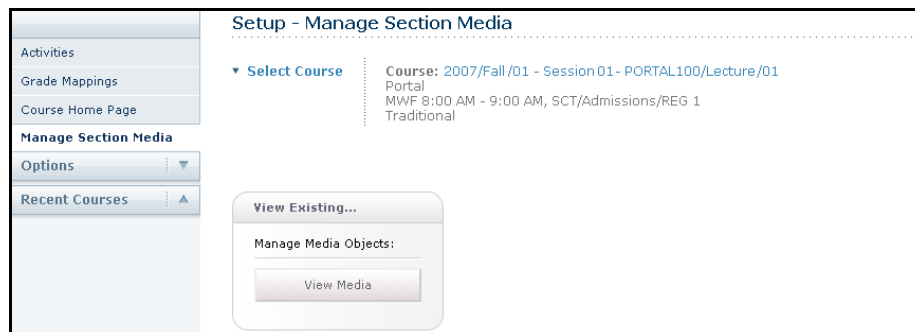 Setup - Manage Section Media
Activities
Grade Mappings
Course Home Page
Manage Section Media
Options
Recent Courses
Select Course
Course: 2007/Fall/01 - Session 01- PORTAL100/Lecture/01
Portal
MWF 8:00 AM - 9:00 AM, SCT/Admissions/REG 1
Traditional
View Existing...
Manage Media Objects:
View Media